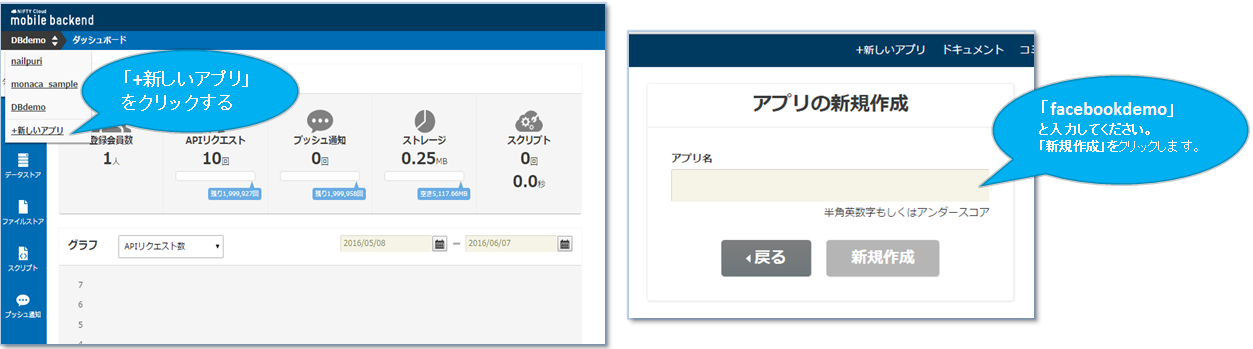 NIFTY Cloud
mobile backend
DBdemo
ダッシュボード
nailpuri
monaca_sample
DBdemo
+新しいアプリ
「+新しいアプリ」
をクリックする
登録会員数
1人
APIリクエスト
10回
残り1,999,927回
プッシュ通知
0回
残り1,999,958回
ストレージ
0.25MB
空き5,117.66MB
スクリプト
0回
0.0秒
データストア
ファイルストア
スクリプト
プッシュ通知
グラフ
APIリクエスト数
2016/05/08
ー
2016/06/07
7
6
5
+新しいアプリ
ドキュメント
コミ
アプリの新規作成
アプリ名
半角英数字もしくはアンダースコア
戻る
新規作成
「facebookdemo」
と入力してください。
「新規作成」をクリックします。